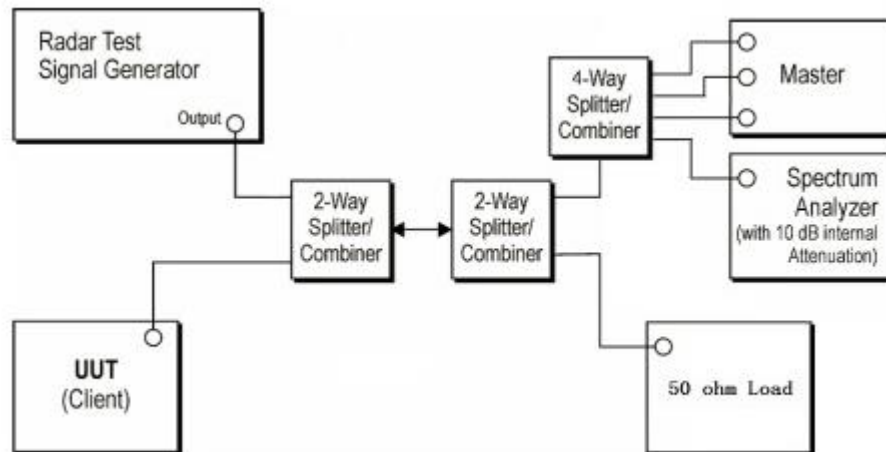 Radar Test
Signal Generator
Output
4-Way
Splitter/
Combiner
Master
2-Way
Splitter/
Combiner
2-Way
Splitter/
Combiner
Spectrum
Analyzer
(with 10 dB internal
Attenuation)
UUT
(Client)
50 ohm Load